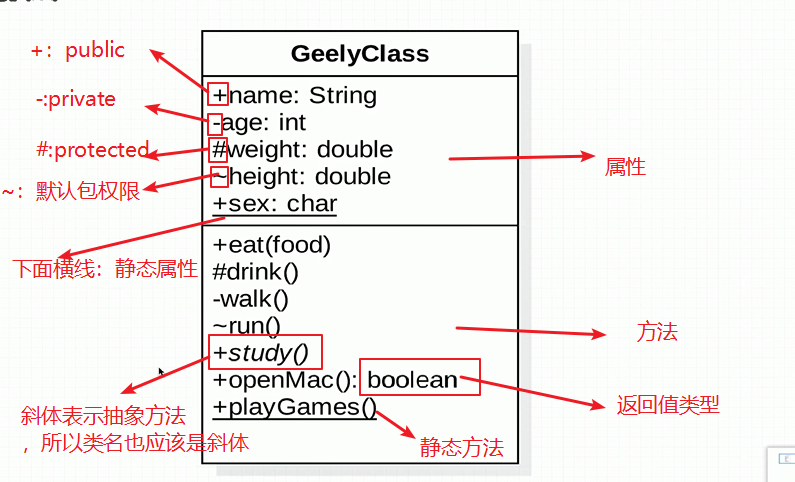 GeelyClass
+: public
+name: String
-:private
-age: int
#:protected
#weight: double
属性
~: 默认包权限
~height: double
+sex: char
下面横线: 静态属性
+eat(food)
#drink()
-walk()
~run()
方法
+study()
+openMac(): boolean
返回值类型
斜体表示抽象方法
，所以类名也应该是斜体
+playGames()
静态方法